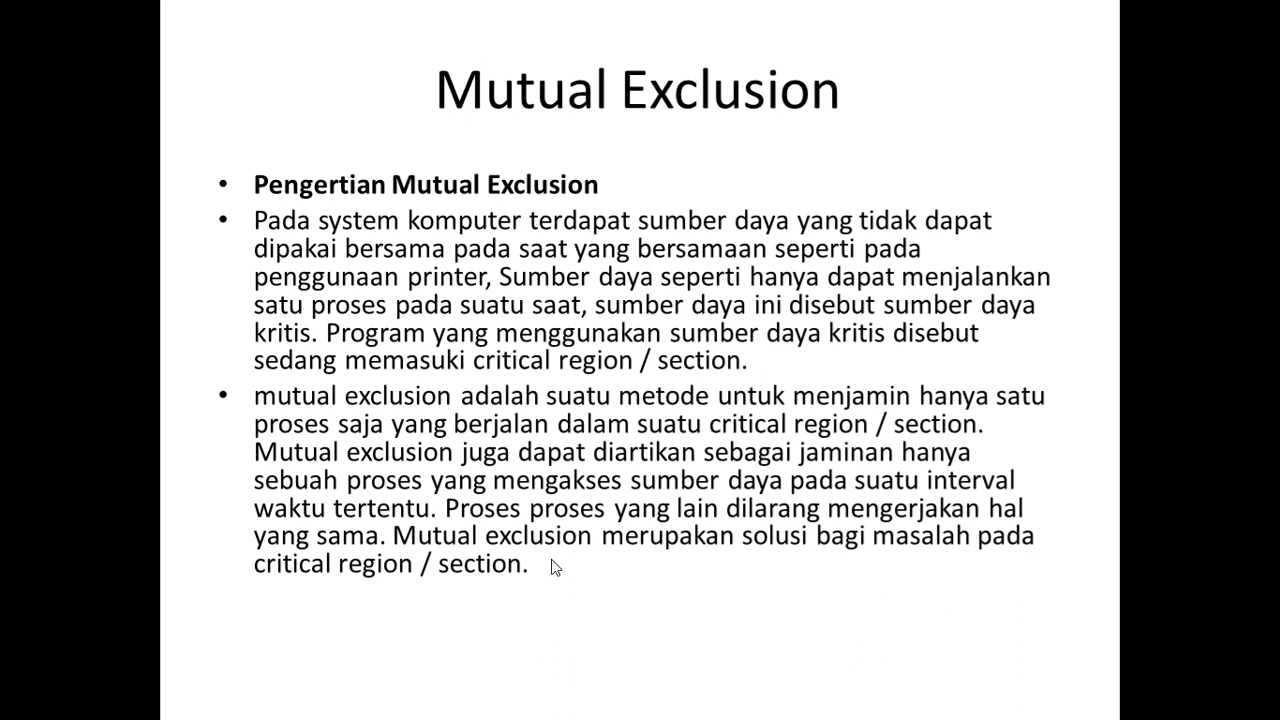 Mutual Exclusion
• Pengertian Mutual Exclusion
• Pada system komputer terdapat sumber daya yang tidak dapat
dipakai bersama pada saat yang bersamaan seperti pada
penggunaan printer, Sumber daya seperti hanya dapat menjalankan
satu proses pada suatu saat, sumber daya ini disebut sumber daya
kritis. Program yang menggunakan sumber daya kritis disebut
sedang memasuki critical region / section.
• mutual exclusion adalah suatu metode untuk menjamin hanya satu
proses saja yang berjalan dalam suatu critical region / section.
Mutual exclusion juga dapat diartikan sebagai jaminan hanya
sebuah proses yang mengakses sumber daya pada suatu interval
waktu tertentu. Proses proses yang lain dilarang mengerjakan hal
yang sama. Mutual exclusion merupakan solusi bagi masalah pada
critical region / section.